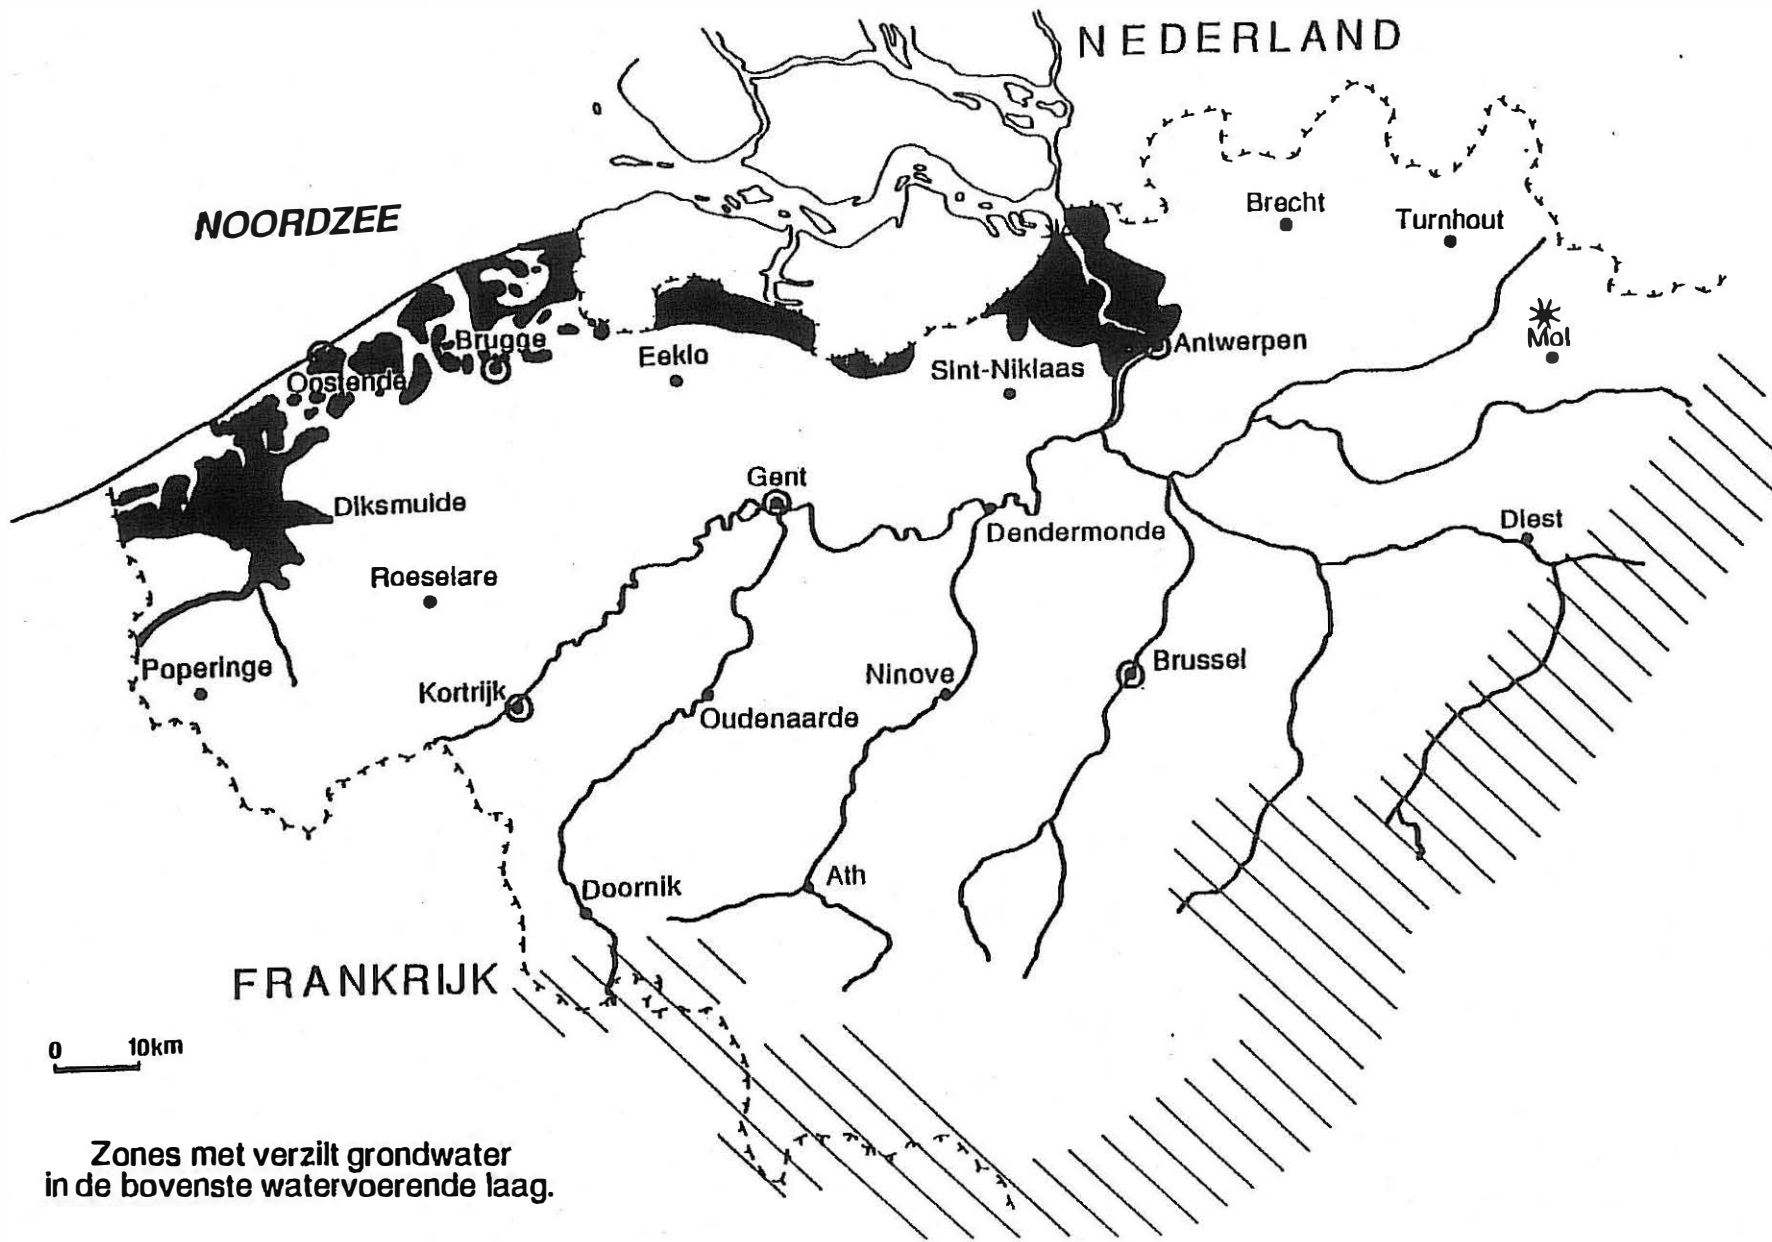 NEDERLAND
NOORDZEE
Brecht
Turnhout
Brugge
Eeklo
Antwerpen
Mol
Oostende
Sint-Niklaas
Gent
Diksmuide
Dendermonde
Diest
Roeselare
Poperinge
Kortrijk
Ninove
Brussel
Oudenaarde
Doornik
Ath
FRANKRIJK
0 10km
Zones met verzilt grondwater
in de bovenste watervoerende laag.